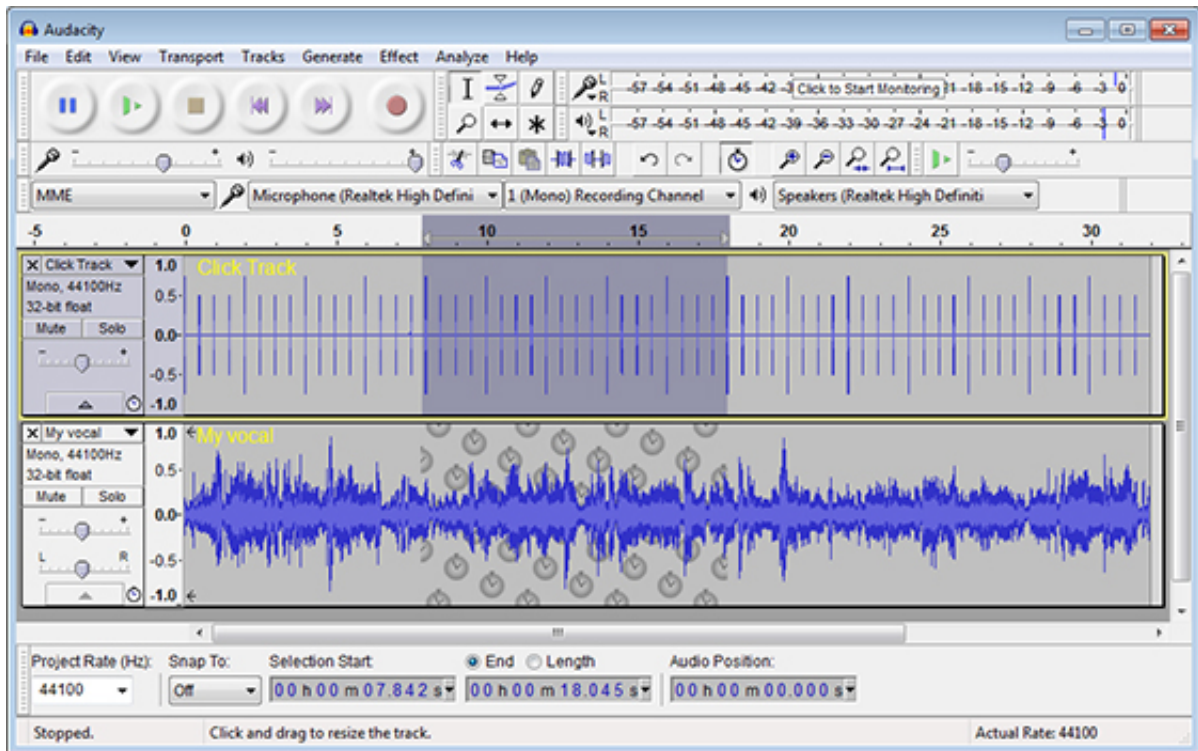 Audacity
File Edit View Transport Tracks Generate Effect Analyze Help
L R -57 -54 -51 -48 -45 -42 -3 Click to Start Monitoring 1 -18 -15 -12 -9 -6 -3 0
L R -57 -54 -51 -48 -45 -42 -39 -36 -33 -30 -27 -24 -21 -18 -15 -12 -9 -6 -3 0
MME Microphone (Realtek High Defini 1 (Mono) Recording Channel Speakers (Realtek High Definiti
-5 0 5 10 15 20 25 30
X Click Track 1.0 Click Track
Mono, 44100Hz
32-bit float 0.5
Mute Solo 0.0
- +
-0.5
-1.0
X My vocal 1.0 My vocal
Mono, 44100Hz
32-bit float 0.5
Mute Solo
- + 0.0
L R
-0.5
-1.0
Project Rate (Hz): Snap To: Selection Start End Length Audio Position:
44100 Off 00 h 00 m 07.842 s 00 h 00 m 18.045 s 00 h 00 m 00.000 s
Stopped. Click and drag to resize the track. Actual Rate: 44100